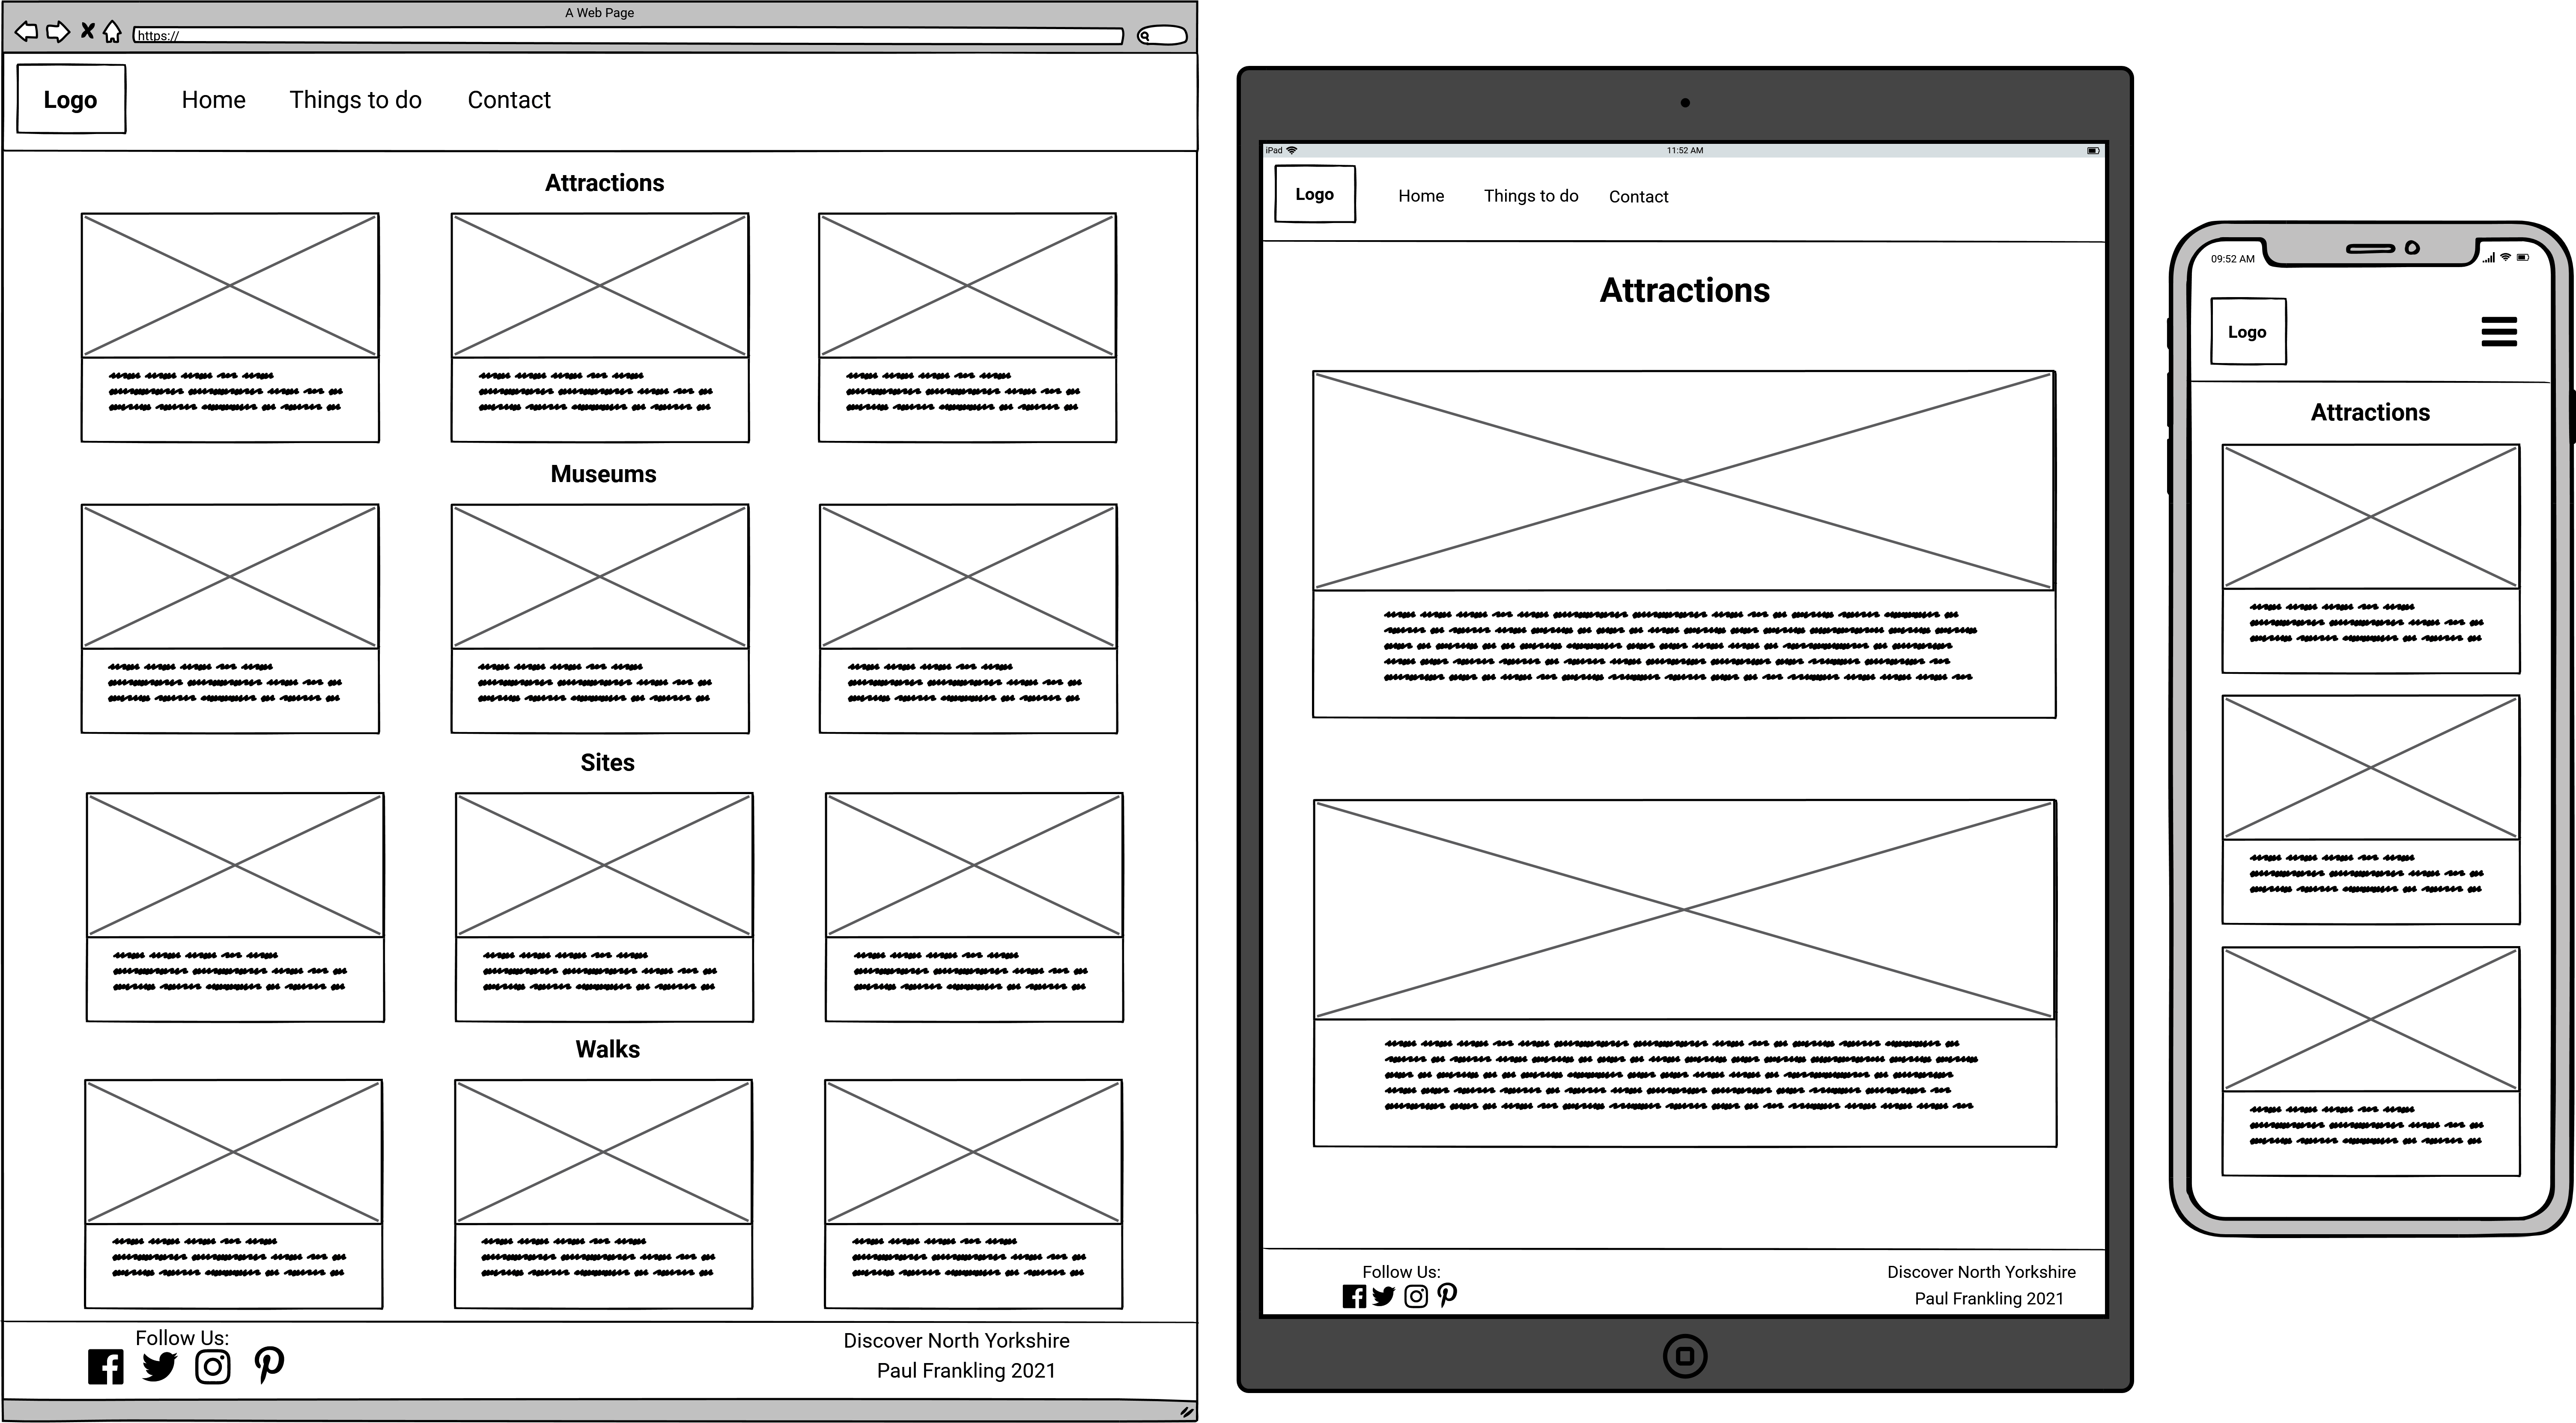 A Web Page
https://
Logo Home Things to do Contact
Attractions
Museums
Sites
Walks
Follow Us:
Discover North Yorkshire
Paul Frankling 2021
iPad 11:52 AM
Logo Home Things to do Contact
Attractions
Follow Us:
Discover North Yorkshire
Paul Frankling 2021
09:52 AM
Logo
Attractions